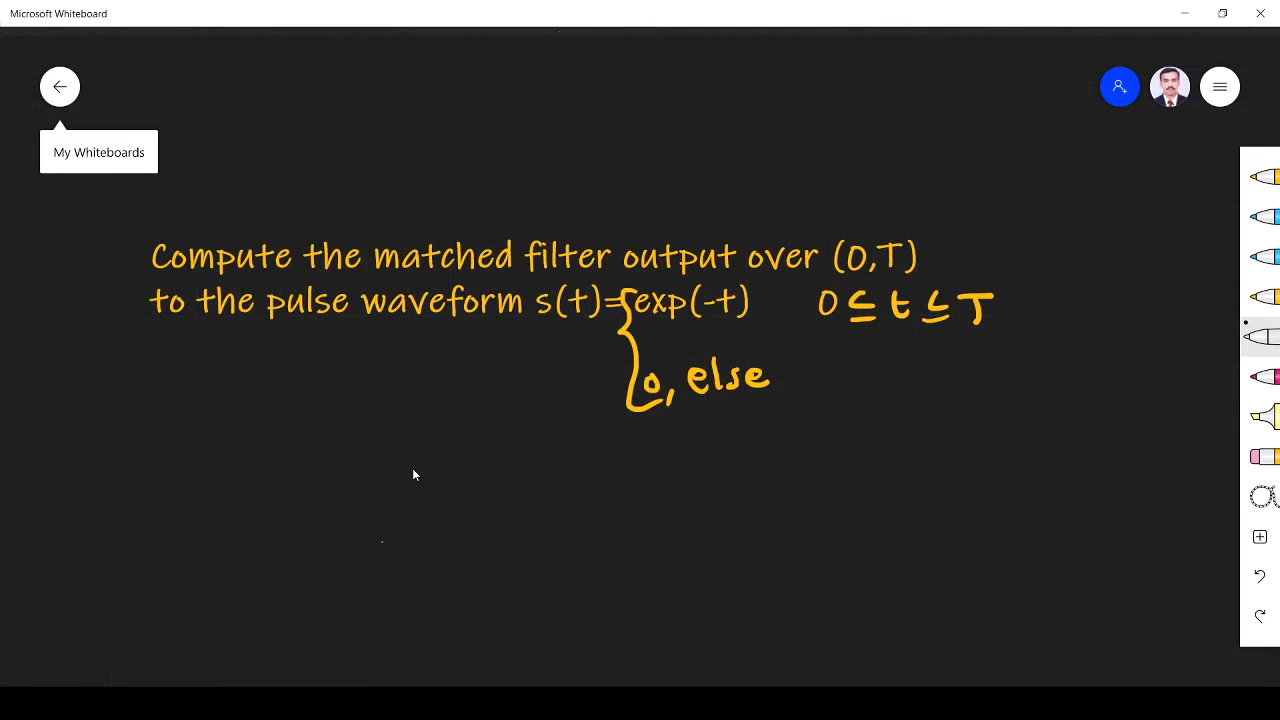 Microsoft Whiteboard
My Whiteboards
Compute the matched filter output over (0,T)
to the pulse waveform s(t)={exp(-t) 0 ≤ t ≤ T
0, else